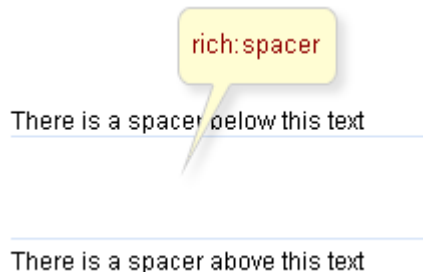 rich:spacer
There is a spacer below this text
There is a spacer above this text